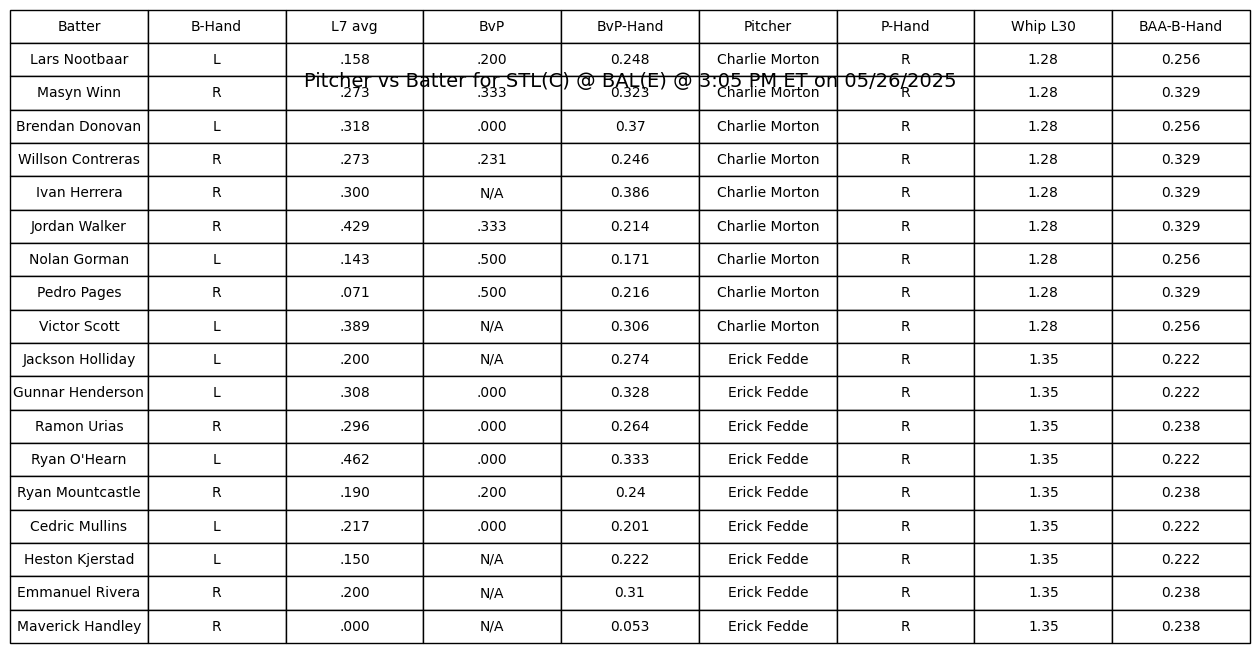 Batter B-Hand L7 avg BvP BvP-Hand Pitcher P-Hand Whip L30 BAA-B-Hand
Lars Nootbaar L .158 .200 0.248 Charlie Morton R 1.28 0.256
Pitcher vs Batter for STL(C) @ BAL(E) @ 3:05 PM ET on 05/26/2025
Masyn Winn R .273 .333 0.323 Charlie Morton R 1.28 0.329
Brendan Donovan L .318 .000 0.37 Charlie Morton R 1.28 0.256
Willson Contreras R .273 .231 0.246 Charlie Morton R 1.28 0.329
Ivan Herrera R .300 N/A 0.386 Charlie Morton R 1.28 0.329
Jordan Walker R .429 .333 0.214 Charlie Morton R 1.28 0.329
Nolan Gorman L .143 .500 0.171 Charlie Morton R 1.28 0.256
Pedro Pages R .071 .500 0.216 Charlie Morton R 1.28 0.329
Victor Scott L .389 N/A 0.306 Charlie Morton R 1.28 0.256
Jackson Holliday L .200 N/A 0.274 Erick Fedde R 1.35 0.222
Gunnar Henderson L .308 .000 0.328 Erick Fedde R 1.35 0.222
Ramon Urias R .296 .000 0.264 Erick Fedde R 1.35 0.238
Ryan O'Hearn L .462 .000 0.333 Erick Fedde R 1.35 0.222
Ryan Mountcastle R .190 .200 0.24 Erick Fedde R 1.35 0.238
Cedric Mullins L .217 .000 0.201 Erick Fedde R 1.35 0.222
Heston Kjerstad L .150 N/A 0.222 Erick Fedde R 1.35 0.222
Emmanuel Rivera R .200 N/A 0.31 Erick Fedde R 1.35 0.238
Maverick Handley R .000 N/A 0.053 Erick Fedde R 1.35 0.238